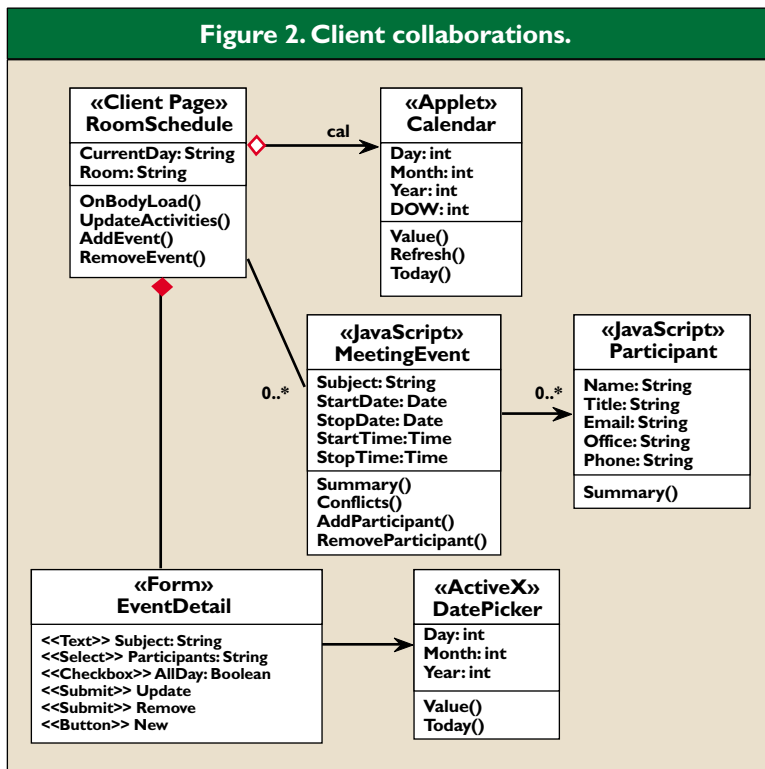 Figure 2. Client collaborations.
«Client Page»
RoomSchedule
CurrentDay: String
Room: String
OnBodyLoad()
UpdateActivities()
AddEvent()
RemoveEvent()
cal
«Applet»
Calendar
Day: int
Month: int
Year: int
DOW: int
Value()
Refresh()
Today()
0..*
«JavaScript»
MeetingEvent
Subject: String
StartDate: Date
StopDate: Date
StartTime:Time
StopTime:Time
Summary()
Conflicts()
AddParticipant()
RemoveParticipant()
0..*
«JavaScript»
Participant
Name: String
Title: String
Email: String
Office: String
Phone: String
Summary()
«Form»
EventDetail
<<Text>> Subject: String
<<Select>> Participants: String
<<Checkbox>> AllDay: Boolean
<<Submit>> Update
<<Submit>> Remove
<<Button>> New
«ActiveX»
DatePicker
Day: int
Month: int
Year: int
Value()
Today()